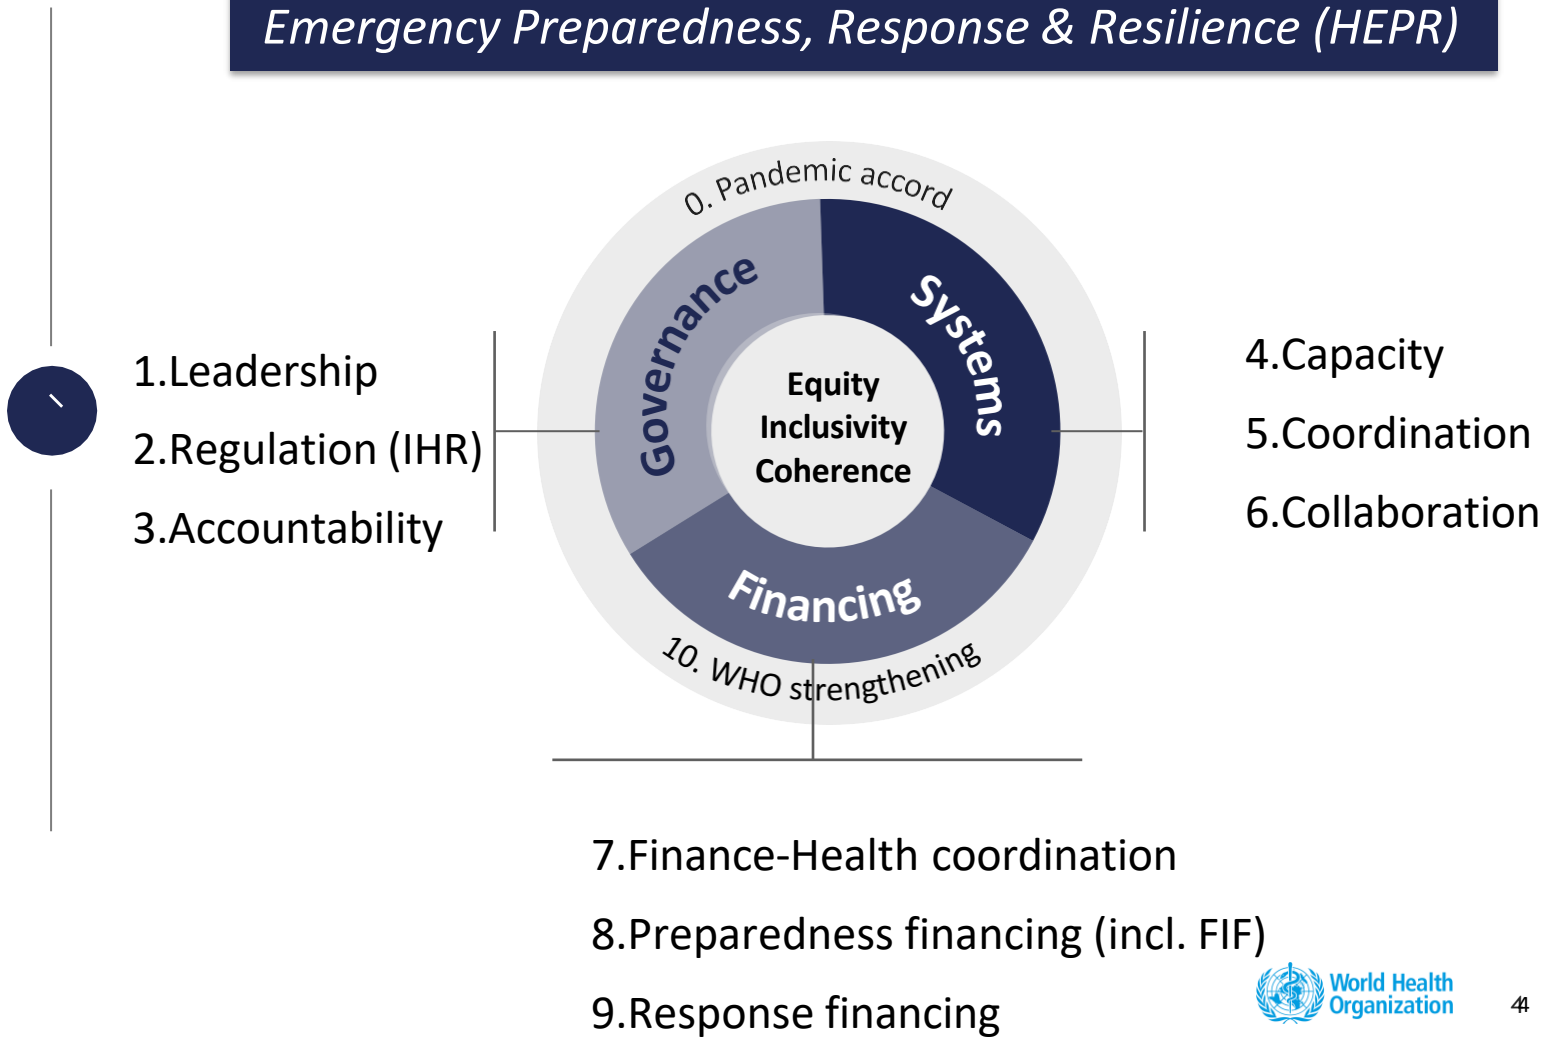 Emergency Preparedness, Response & Resilience (HEPR)
0. Pandemic accord
Governance
Systems
Financing
Equity
Inclusivity
Coherence
10. WHO strengthening
1.Leadership
2.Regulation (IHR)
3.Accountability
4.Capacity
5.Coordination
6.Collaboration
7.Finance-Health coordination
8.Preparedness financing (incl. FIF)
9.Response financing
World Health
Organization